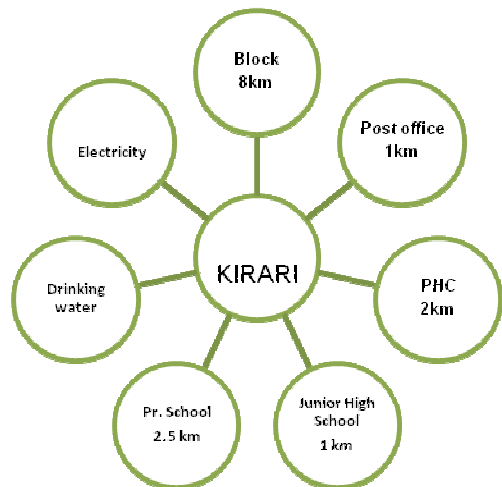 Block
8km
Post office
1km
PHC
2km
Junior High
School
1 km
Pr. School
2.5 km
Drinking
water
Electricity
KIRARI